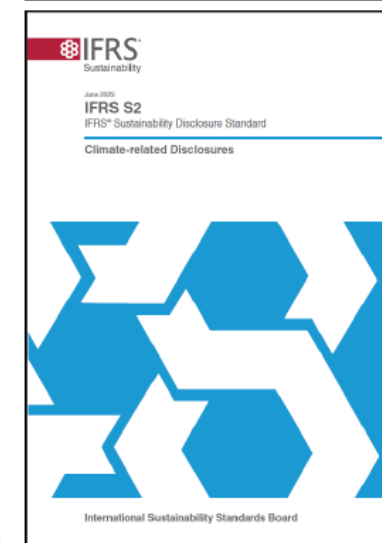 IFRS
Sustainability
June 2023
IFRS S2
IFRS® Sustainability Disclosure Standard
Climate-related Disclosures
International Sustainability Standards Board